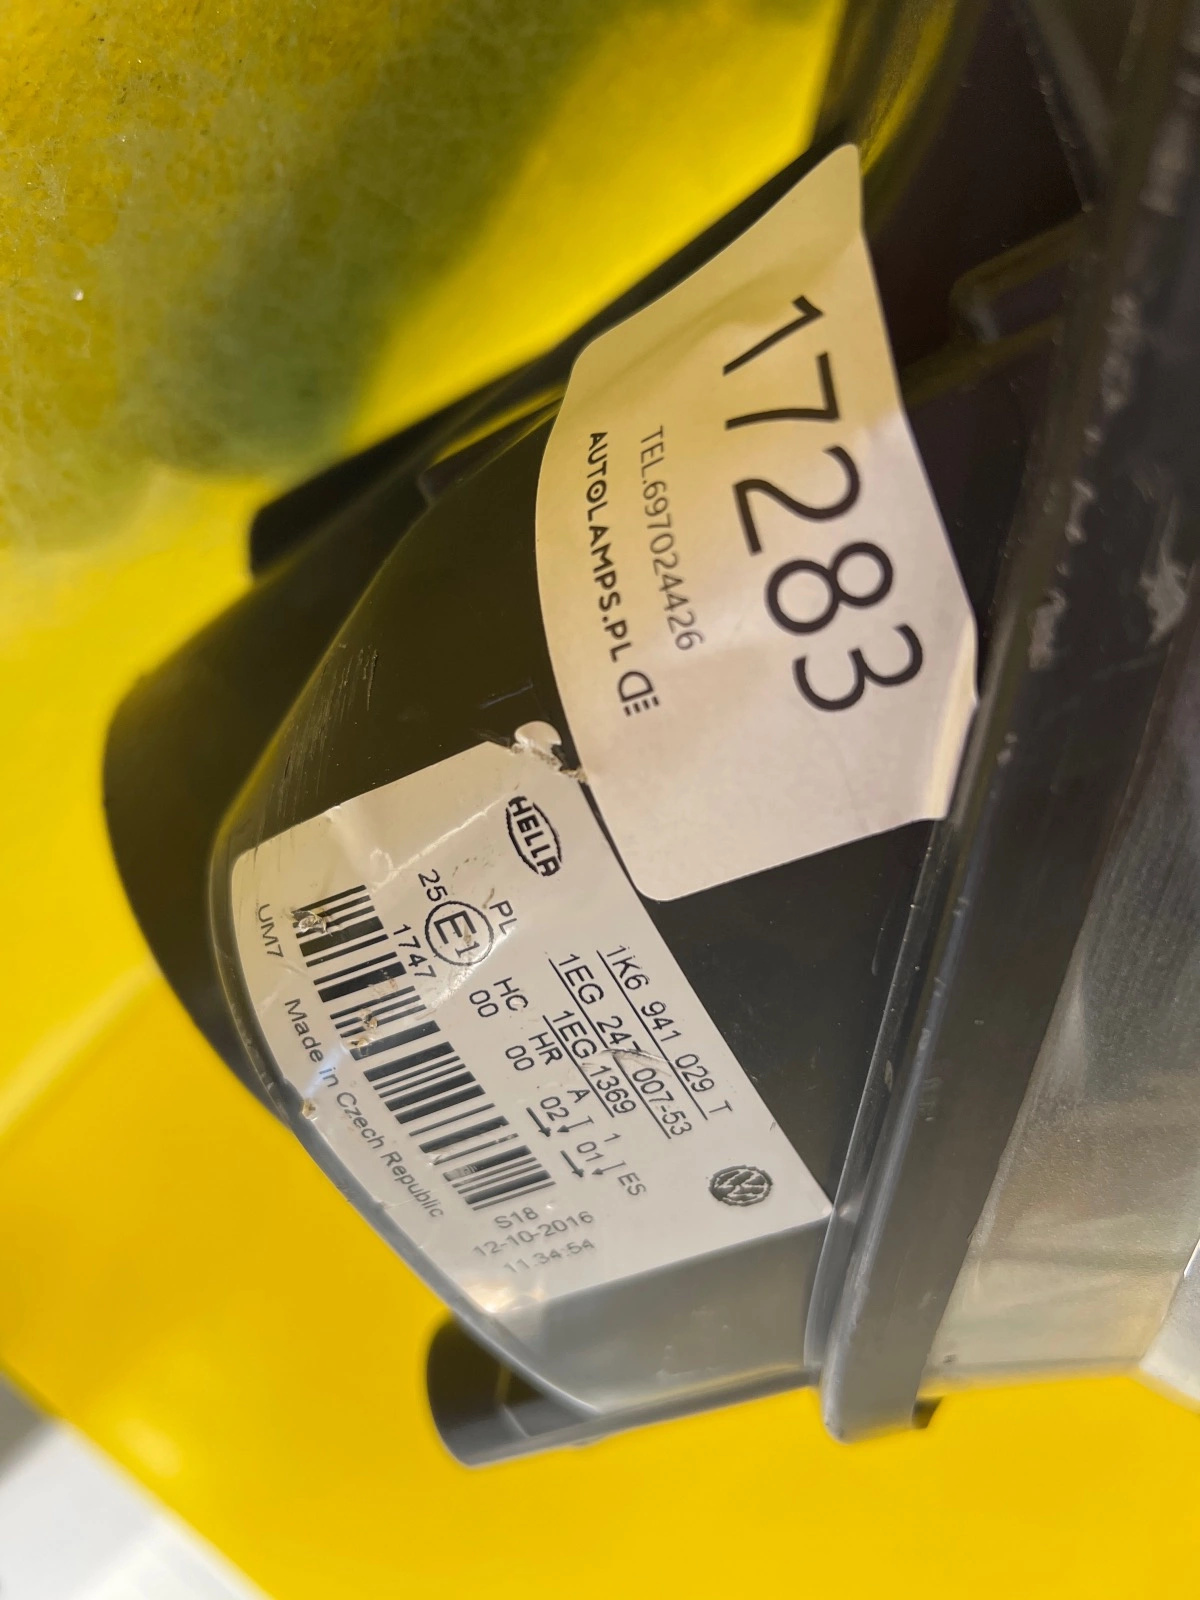 17283
TEL.697024426
AUTOLAMPS.PL
HELLA
1K6 941 029 T
1EG 247 007-53
1EG 1369
PL HC HR A 1 1 ES
25 E1 00 00 02 01
1747
UM7
Made in Czech Republic
S18
12-10-2016
11:34:54